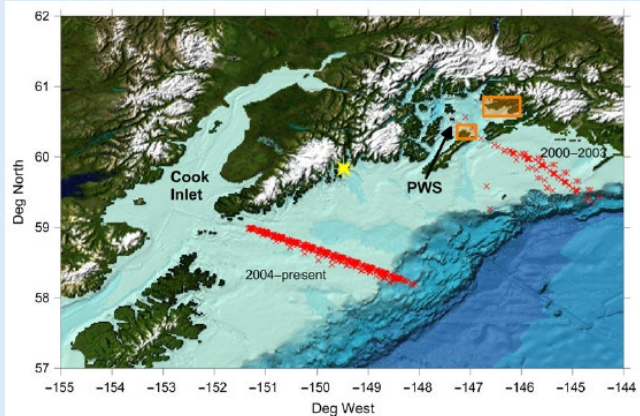 62
61
60
59
58
57
Deg North
Cook
Inlet
PWS
2000–2003
2004–present
−155 −154 −153 −152 −151 −150 −149 −148 −147 −146 −145 −144
Deg West